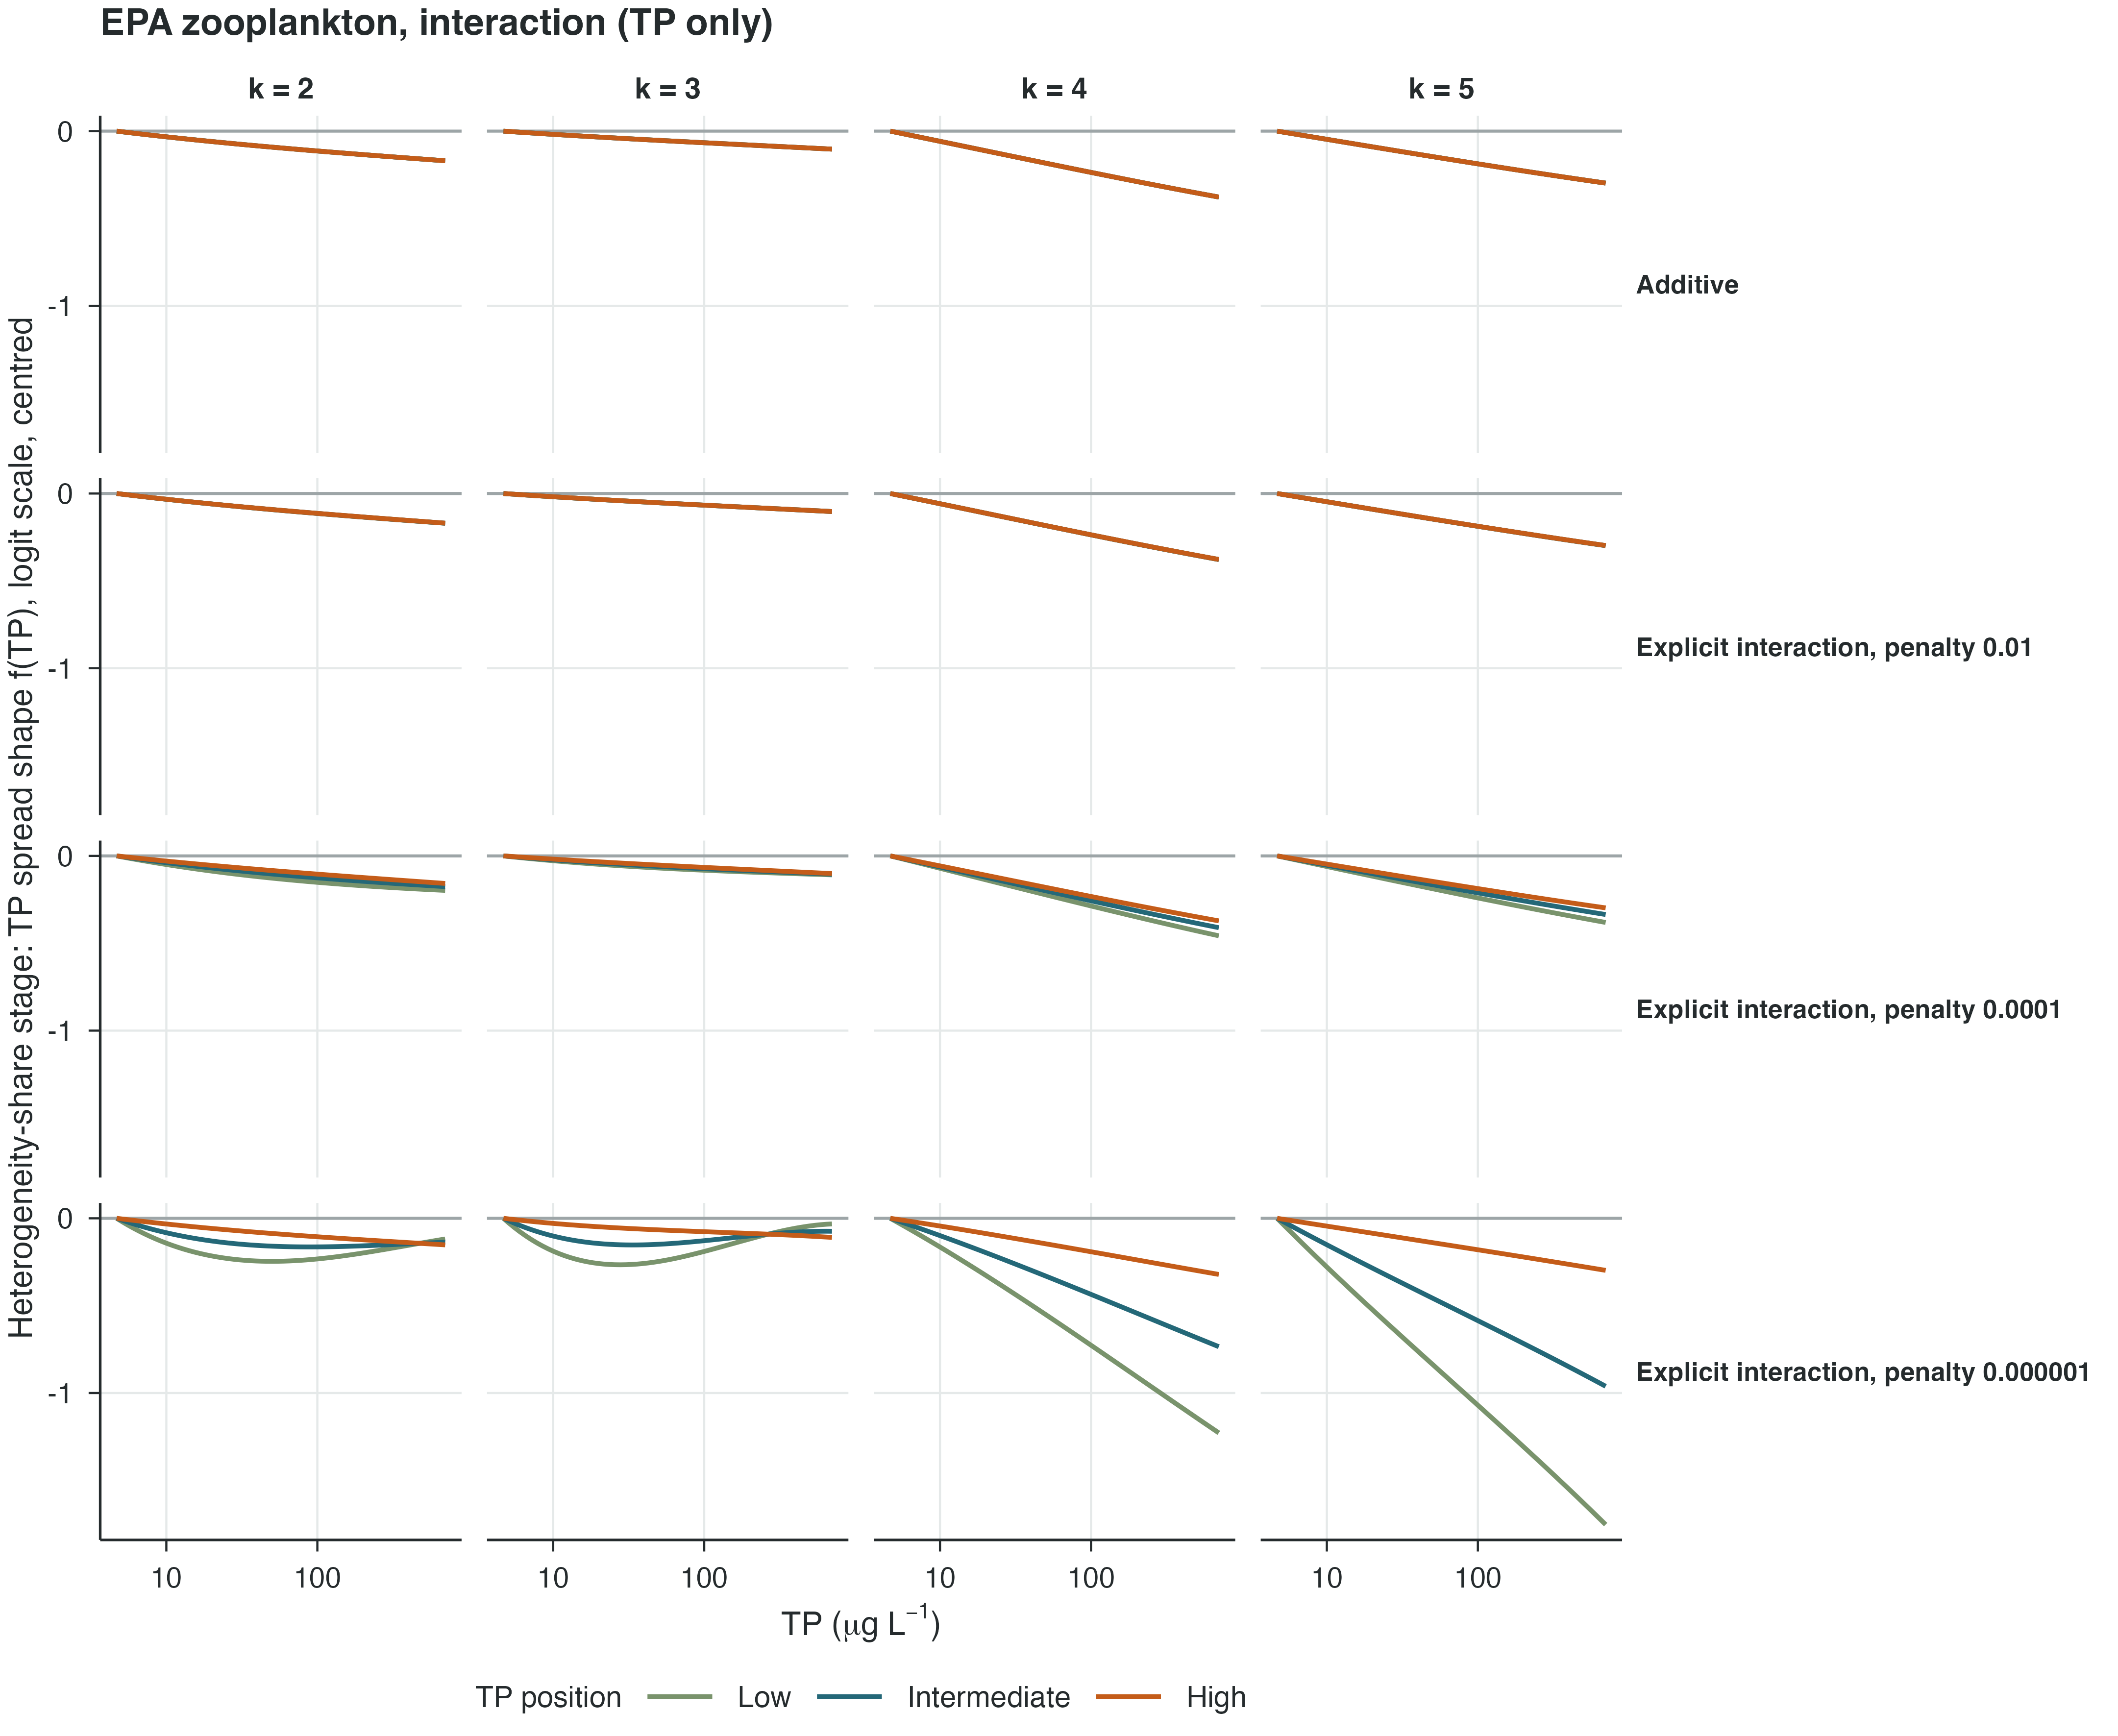 EPA zooplankton, interaction (TP only)
k = 2
k = 3
k = 4
k = 5
Heterogeneity-share stage: TP spread shape f(TP), logit scale, centred
0
-1
Additive
0
-1
Explicit interaction, penalty 0.01
0
-1
Explicit interaction, penalty 0.0001
0
-1
Explicit interaction, penalty 0.000001
10 100 10 100 10 100 10 100
TP (μg L⁻¹)
TP position Low Intermediate High